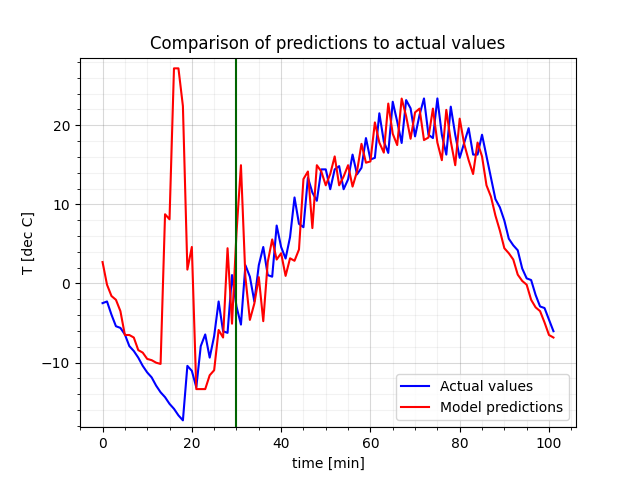 Comparison of predictions to actual values
T [dec C]
20
10
0
−10
0 20 40 60 80 100
time [min]
Actual values
Model predictions